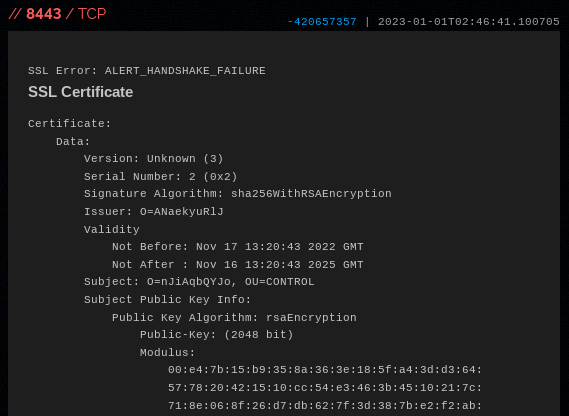 // 8443 / TCP
-420657357 | 2023-01-01T02:46:41.100705
SSL Error: ALERT_HANDSHAKE_FAILURE
SSL Certificate
Certificate:
Data:
Version: Unknown (3)
Serial Number: 2 (0x2)
Signature Algorithm: sha256WithRSAEncryption
Issuer: O=ANaekyuRlJ
Validity
Not Before: Nov 17 13:20:43 2022 GMT
Not After : Nov 16 13:20:43 2025 GMT
Subject: O=nJiAqbQYJo, OU=CONTROL
Subject Public Key Info:
Public Key Algorithm: rsaEncryption
Public-Key: (2048 bit)
Modulus:
00:e4:7b:15:b9:35:8a:36:3e:18:5f:a4:3d:d3:64:
57:78:20:42:15:10:cc:54:e3:46:3b:45:10:21:7c:
71:8e:06:8f:26:d7:db:62:7f:3d:38:7b:e2:f2:ab: